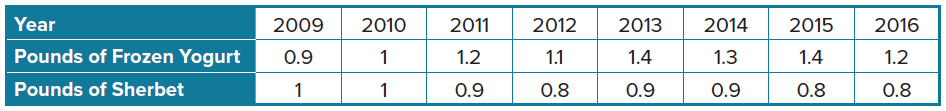 Year 2009 2010 2011 2012 2013 2014 2015 2016
Pounds of Frozen Yogurt 0.9 1 1.2 1.1 1.4 1.3 1.4 1.2
Pounds of Sherbet 1 1 0.9 0.8 0.9 0.9 0.8 0.8